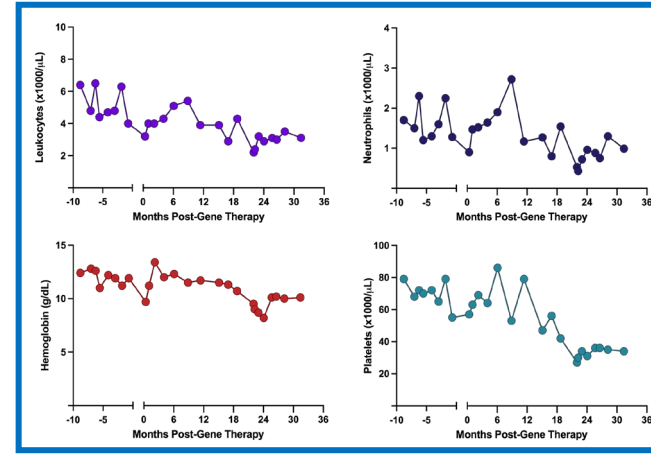 Leukocytes (x1000/μL)
10
8
6
4
2
-10 -5 0 6 12 18 24 30 36
Months Post-Gene Therapy
Neutrophils (x1000/μL)
4
3
2
1
0
-10 -5 0 6 12 18 24 30 36
Months Post-Gene Therapy
Hemoglobin (g/dL)
15
10
5
-10 -5 0 6 12 18 24 30 36
Months Post-Gene Therapy
Platelets (x1000/μL)
100
80
60
40
20
-10 -5 0 6 12 18 24 30 36
Months Post-Gene Therapy